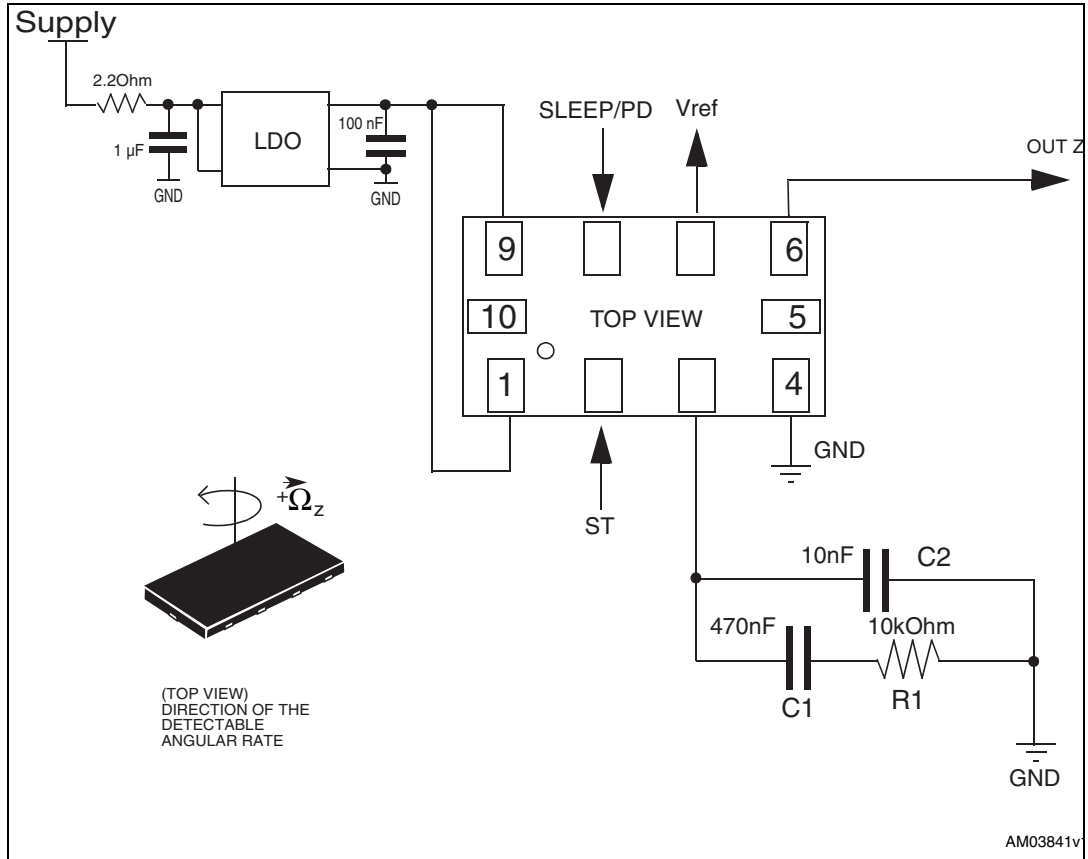 Supply
2.2Ohm
1 µF
GND
LDO
100 nF
GND
SLEEP/PD
Vref
OUT Z
9
6
10
TOP VIEW
5
1
4
GND
ST
+Ωz
(TOP VIEW)
DIRECTION OF THE
DETECTABLE
ANGULAR RATE
10nF
C2
470nF
10kOhm
C1
R1
GND
AM03841v